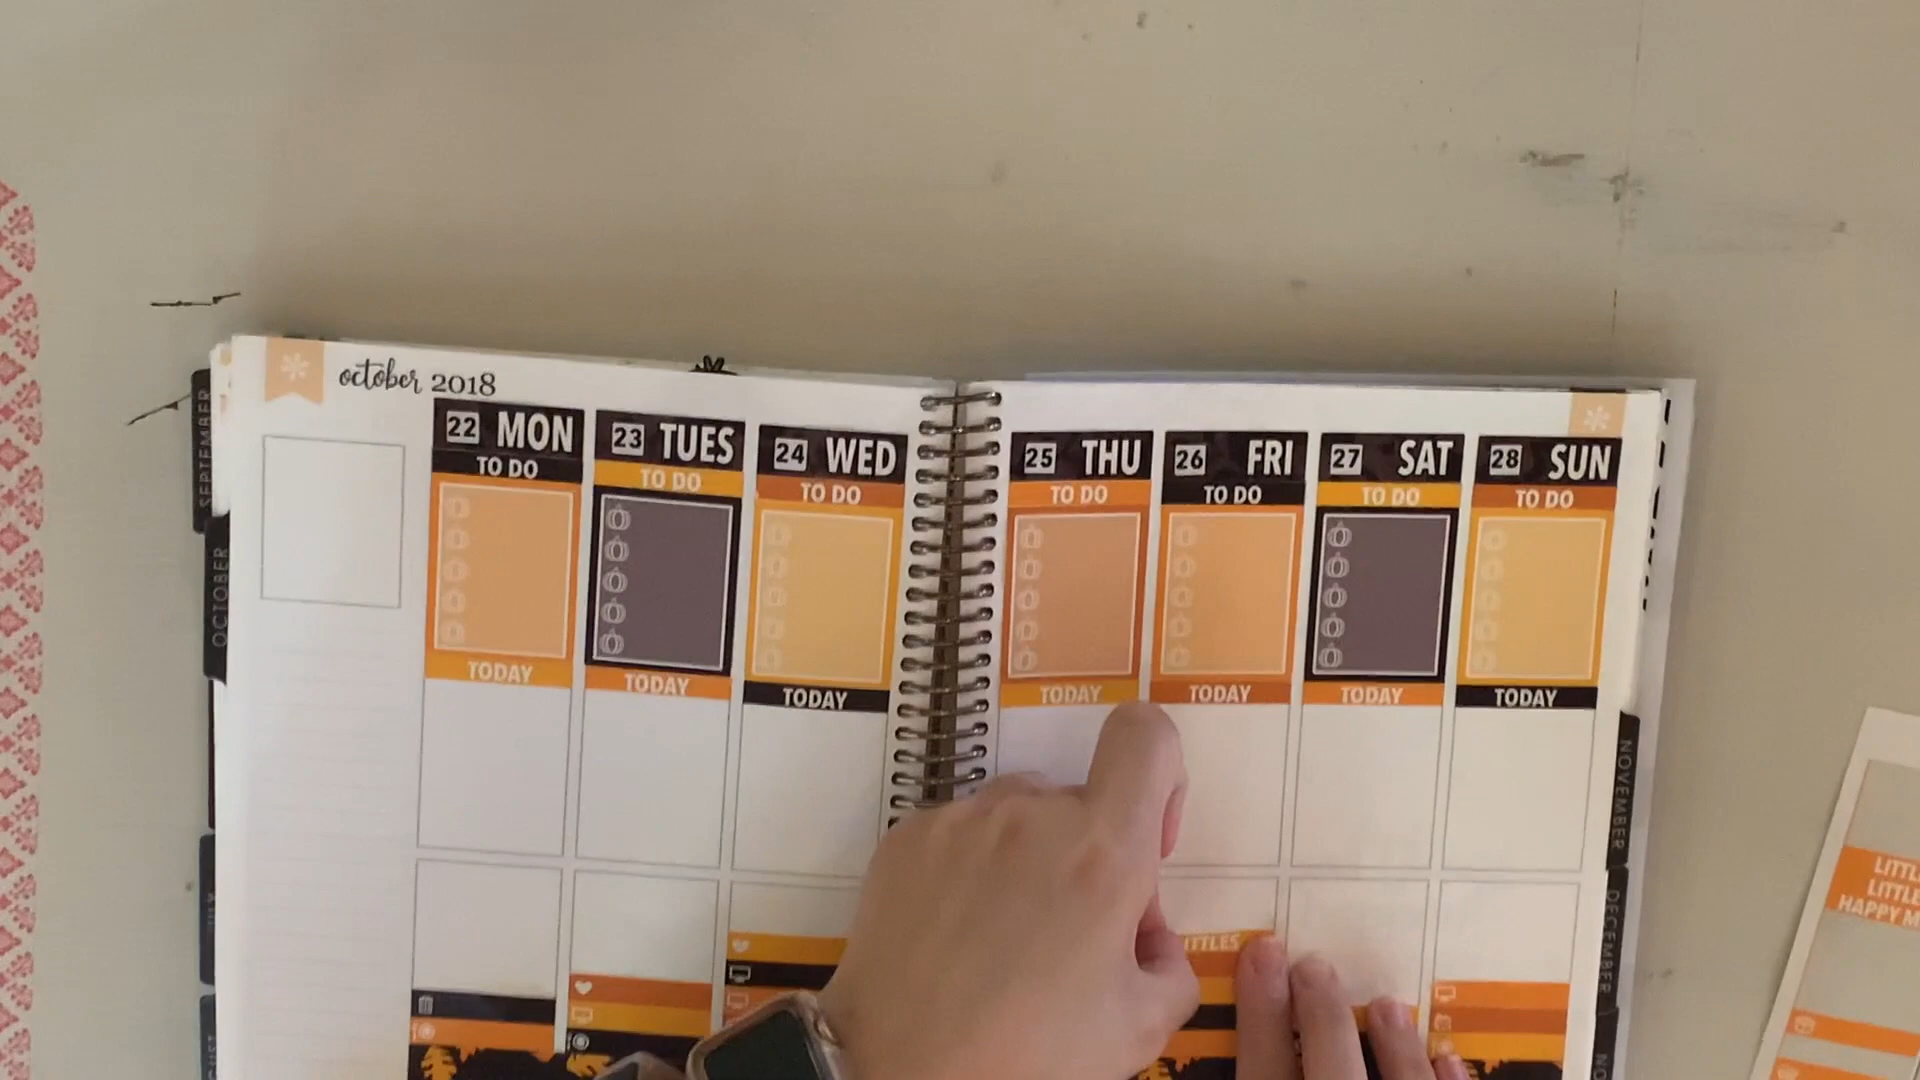 october 2018
22 MON
TO DO
TODAY
23 TUES
TO DO
TODAY
24 WED
TO DO
TODAY
25 THU
TO DO
TODAY
26 FRI
TO DO
TODAY
27 SAT
TO DO
TODAY
28 SUN
TO DO
TODAY
SEPTEMBER
OCTOBER
NOVEMBER
DECEMBER
HAPPY